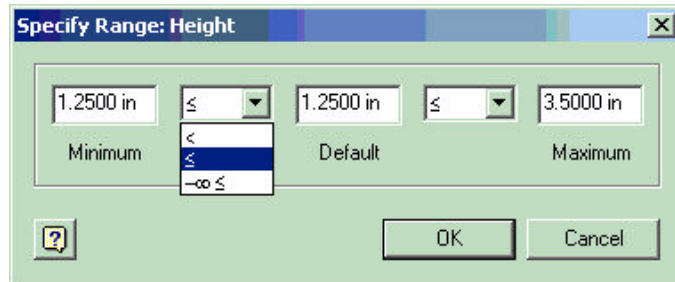 Specify Range: Height
1.2500 in ≤ 1.2500 in ≤ 3.5000 in
Minimum Default Maximum
<
≤
-∞ ≤
? OK Cancel